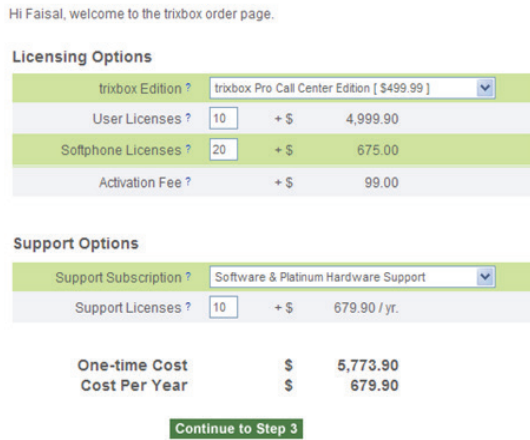 Hi Faisal, welcome to the trixbox order page.
Licensing Options
trixbox Edition ? trixbox Pro Call Center Edition [ $499.99 ]
User Licenses ? 10 + $ 4,999.90
Softphone Licenses ? 20 + $ 675.00
Activation Fee ? + $ 99.00
Support Options
Support Subscription ? Software & Platinum Hardware Support
Support Licenses ? 10 + $ 679.90 / yr.
One-time Cost $ 5,773.90
Cost Per Year $ 679.90
Continue to Step 3